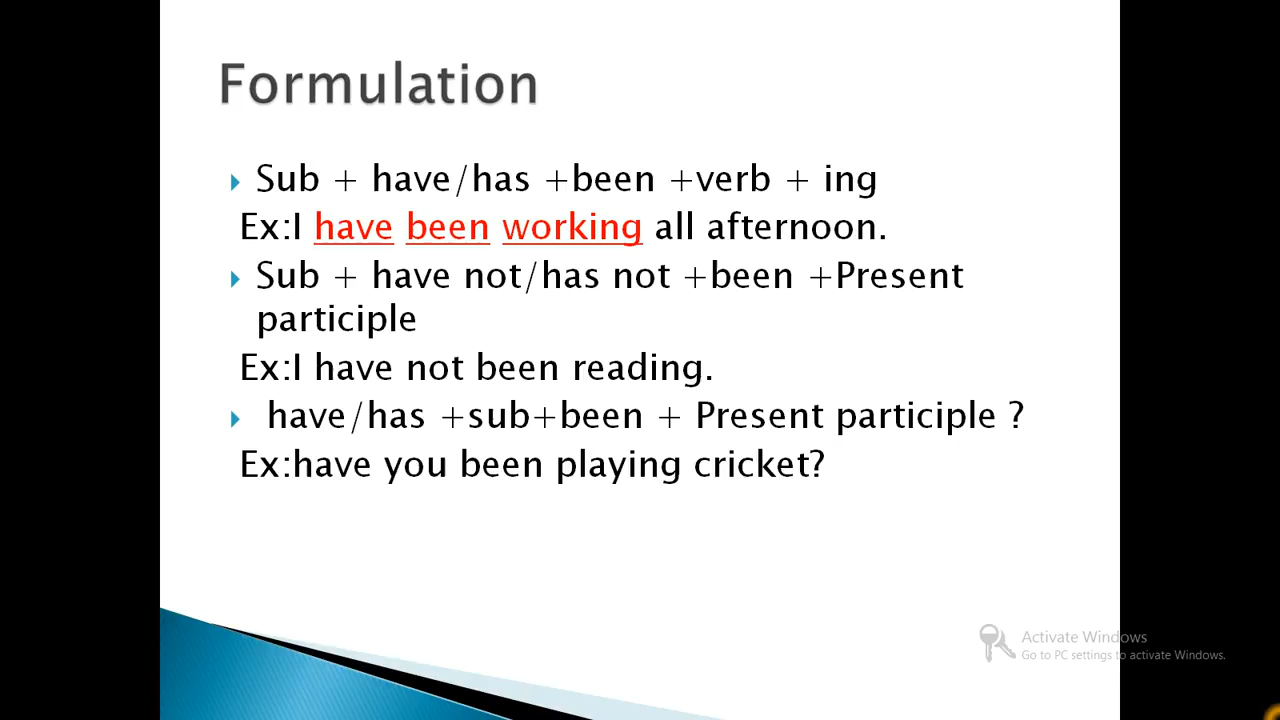 Formulation
Sub + have/has +been +verb + ing
Ex:I have been working all afternoon.
Sub + have not/has not +been +Present
participle
Ex:I have not been reading.
have/has +sub+been + Present participle ?
Ex:have you been playing cricket?
Activate Windows
Go to PC settings to activate Windows.